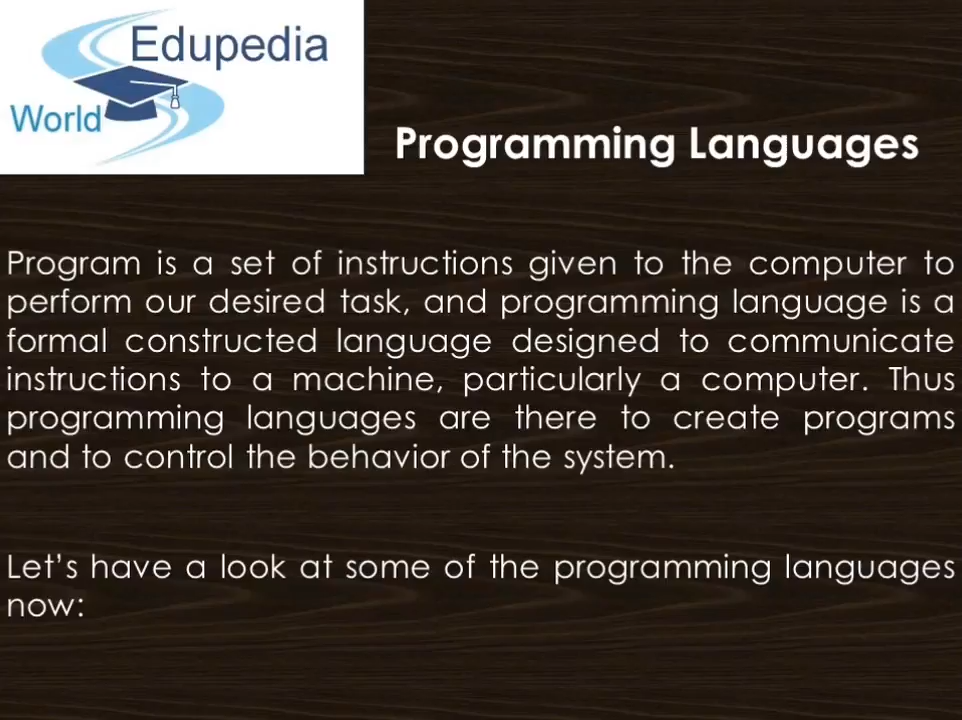 Edupedia
World
Programming Languages
Program is a set of instructions given to the computer to
perform our desired task, and programming language is a
formal constructed language designed to communicate
instructions to a machine, particularly a computer. Thus
programming languages are there to create programs
and to control the behavior of the system.
Let’s have a look at some of the programming languages
now: